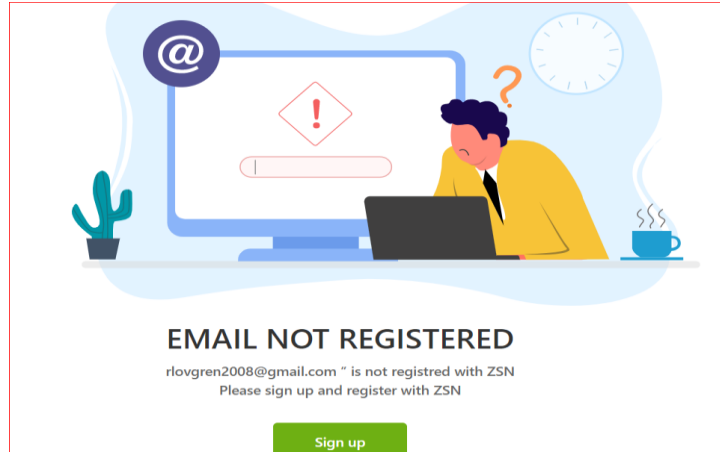 @
!
?
EMAIL NOT REGISTERED
rlovgren2008@gmail.com " is not registred with ZSN
Please sign up and register with ZSN
Sign up